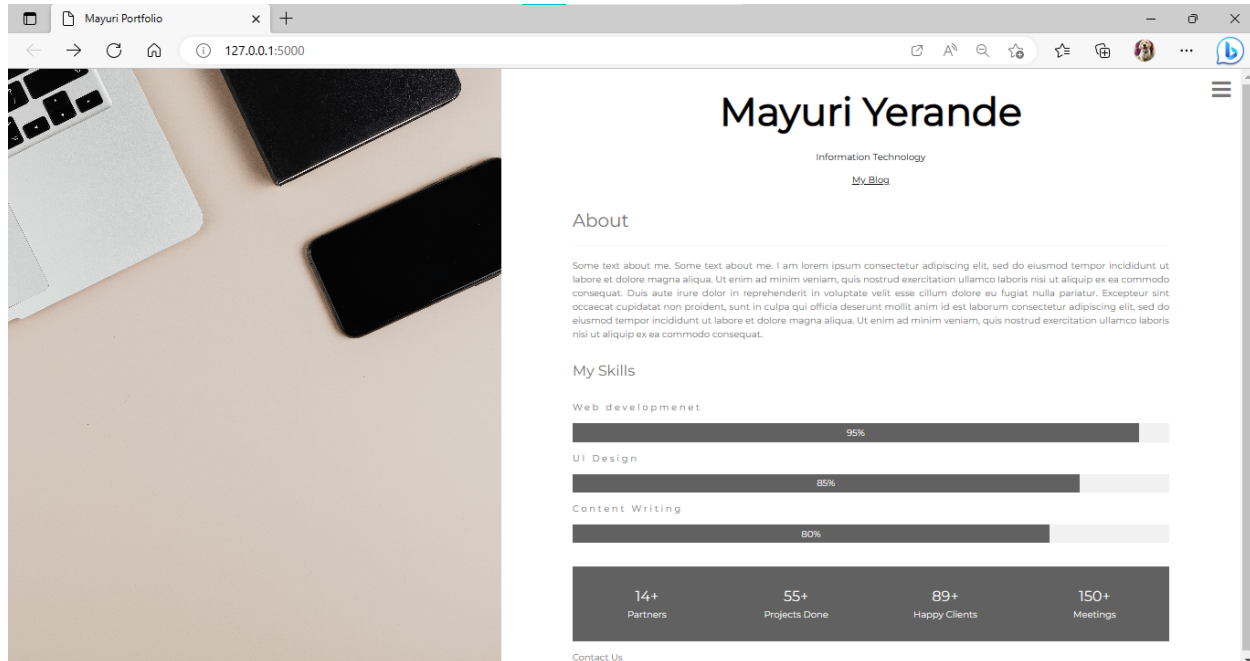 Mayuri Portfolio
127.0.0.1:5000
Mayuri Yerande
Information Technology
My Blog
About
Some text about me. Some text about me. I am lorem ipsum consectetur adipiscing elit, sed do eiusmod tempor incididunt ut
labore et dolore magna aliqua. Ut enim ad minim veniam, quis nostrud exercitation ullamco laboris nisi ut aliquip ex ea commodo
consequat. Duis aute irure dolor in reprehenderit in voluptate velit esse cillum dolore eu fugiat nulla pariatur. Excepteur sint
occaecat cupidatat non proident, sunt in culpa qui officia deserunt mollit anim id est laborum consectetur adipiscing elit, sed do
eiusmod tempor incididunt ut labore et dolore magna aliqua. Ut enim ad minim veniam, quis nostrud exercitation ullamco laboris
nisi ut aliquip ex ea commodo consequat.
My Skills
Web developmenet
95%
UI Design
85%
Content Writing
80%
14+ 55+ 89+ 150+
Partners Projects Done Happy Clients Meetings
Contact Us